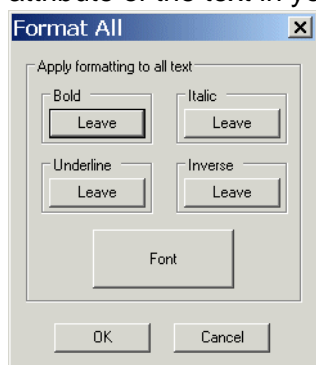 attribute of the text in y
Format All
Apply formatting to all text
Bold
Italic
Leave
Leave
Underline
Inverse
Leave
Leave
Font
OK
Cancel